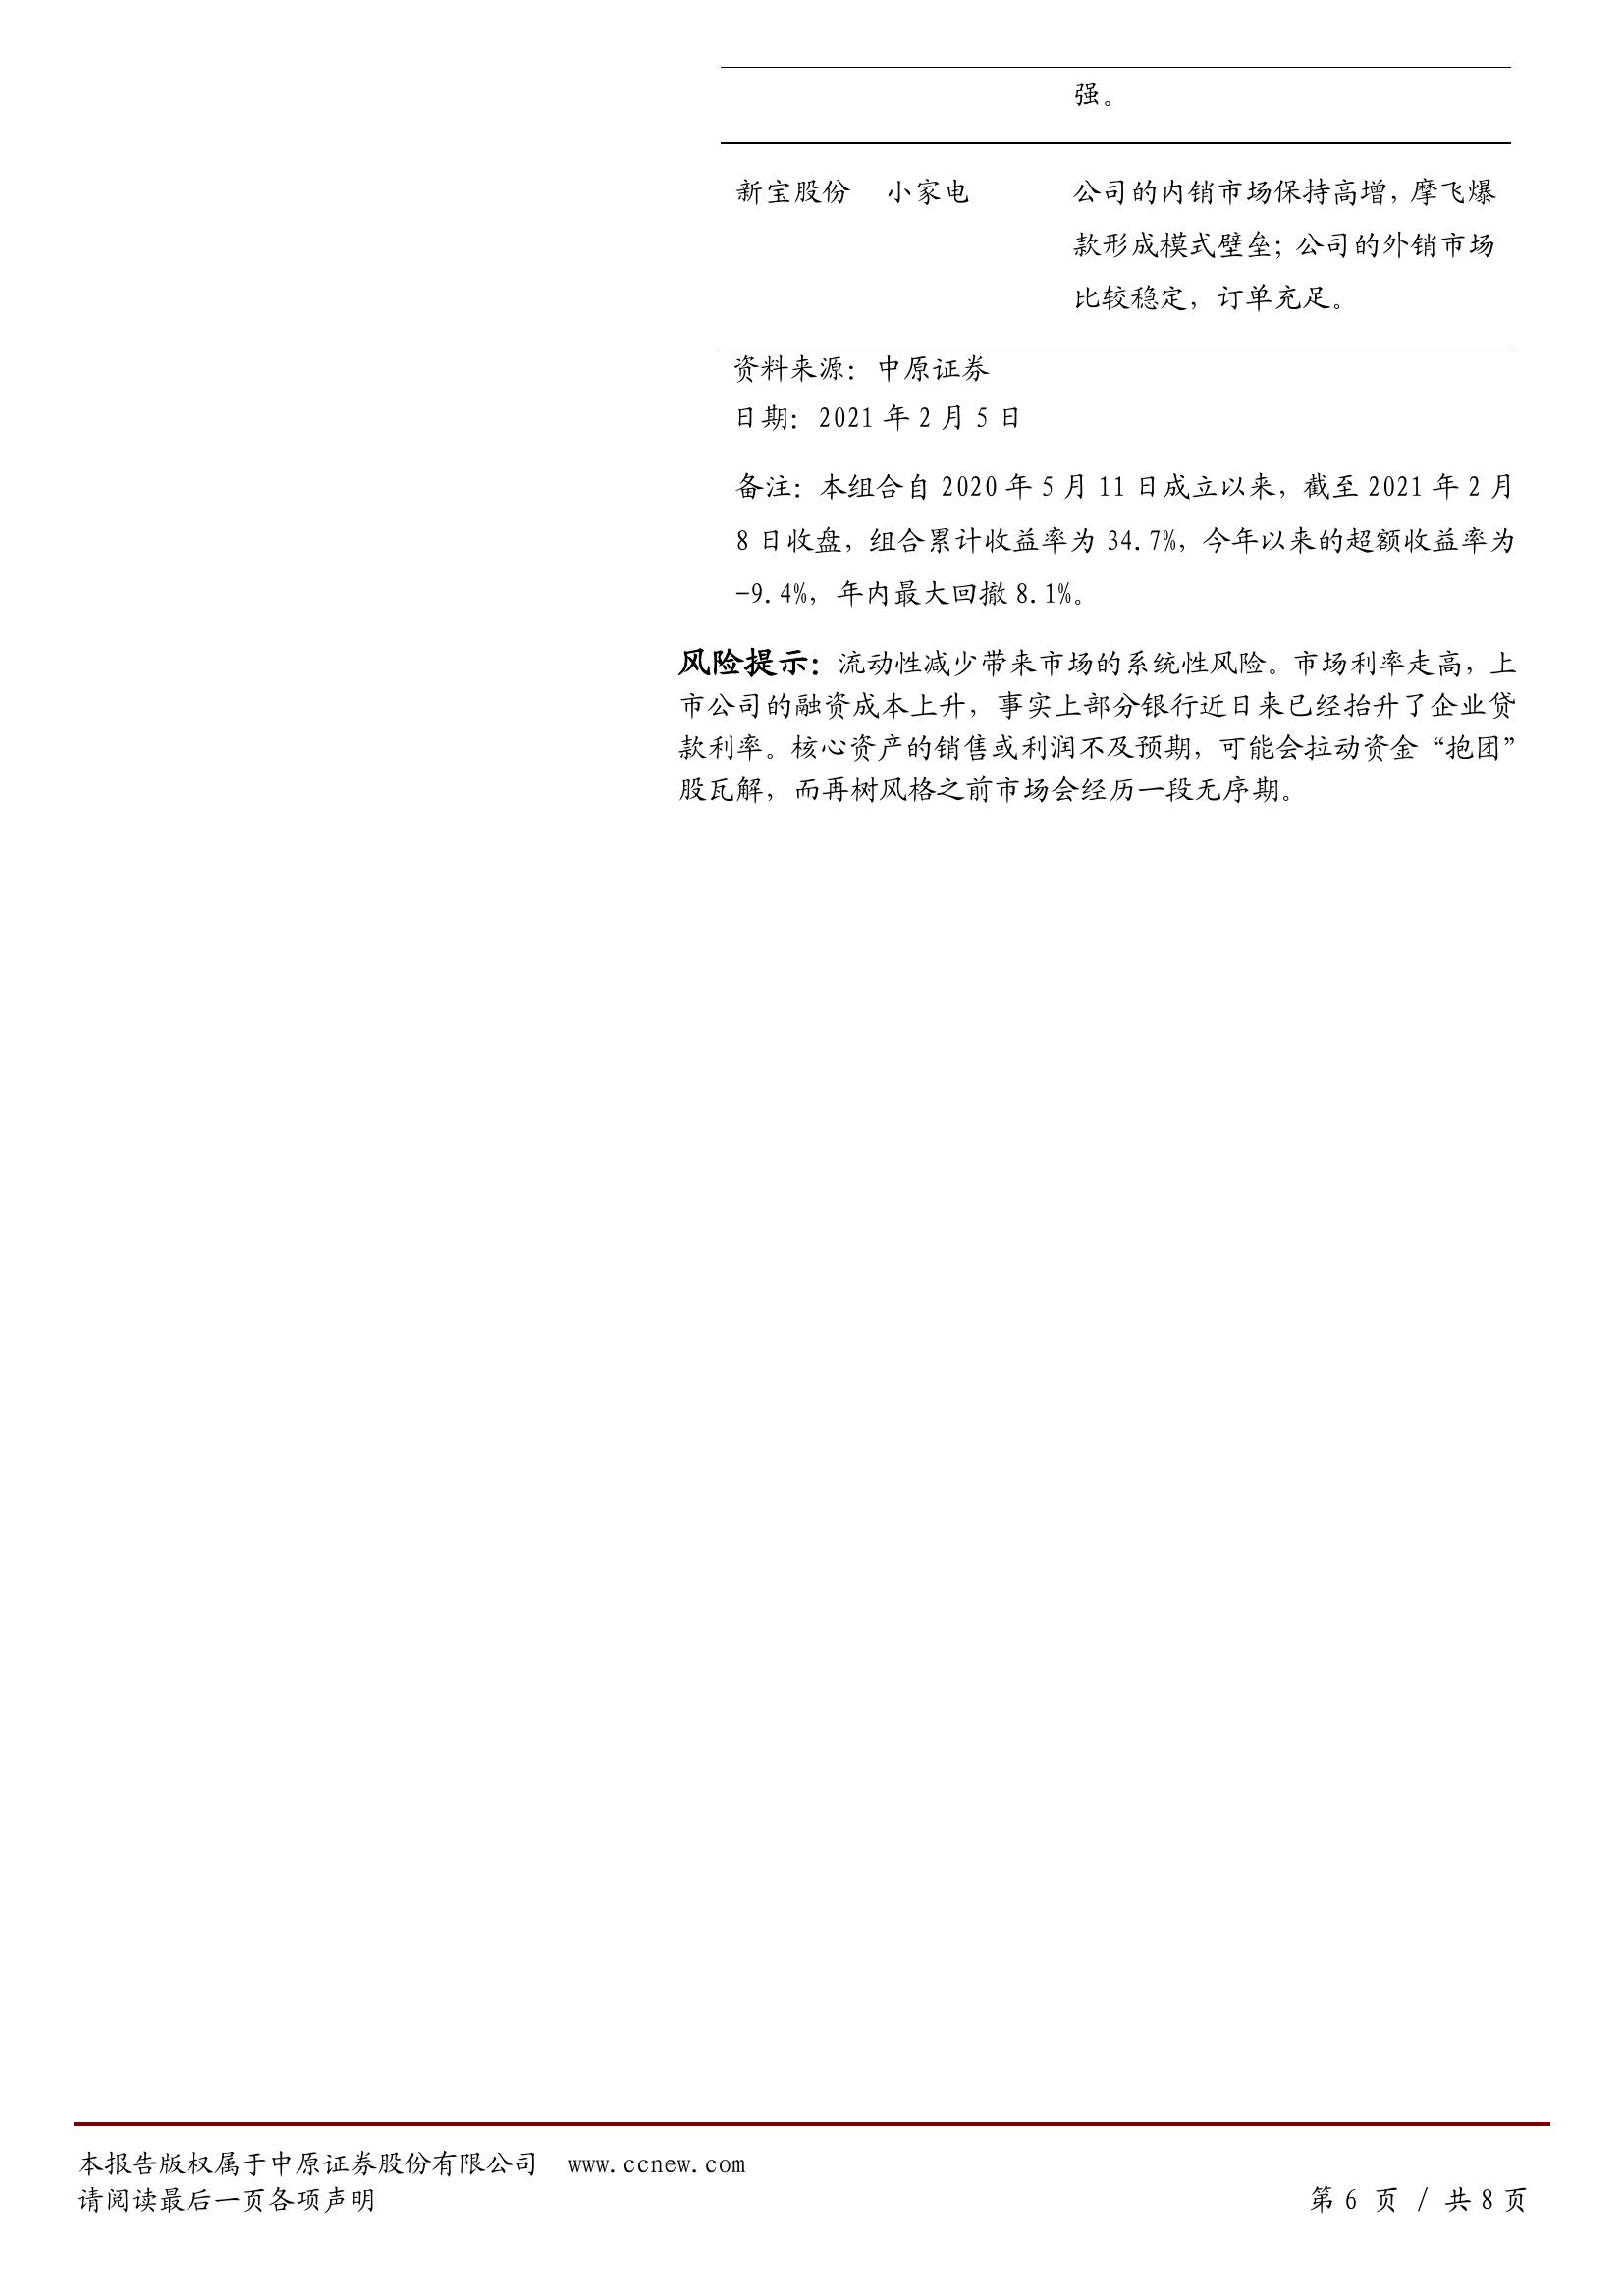 强。
新宝股份 小家电 公司的内销市场保持高增，摩飞爆
款形成模式壁垒；公司的外销市场
比较稳定，订单充足。
资料来源：中原证券
日期：2021 年 2 月 5 日
备注：本组合自 2020 年 5 月 11 日成立以来，截至 2021 年 2 月
8 日收盘，组合累计收益率为 34.7%，今年以来的超额收益率为
-9.4%，年内最大回撤 8.1%。
风险提示：流动性减少带来市场的系统性风险。市场利率走高，上
市公司的融资成本上升，事实上部分银行近日来已经抬升了企业贷
款利率。核心资产的销售或利润不及预期，可能会拉动资金“抱团”
股瓦解，而再树风格之前市场会经历一段无序期。
本报告版权属于中原证券股份有限公司 www.ccnew.com
请阅读最后一页各项声明 第 6 页 / 共 8 页